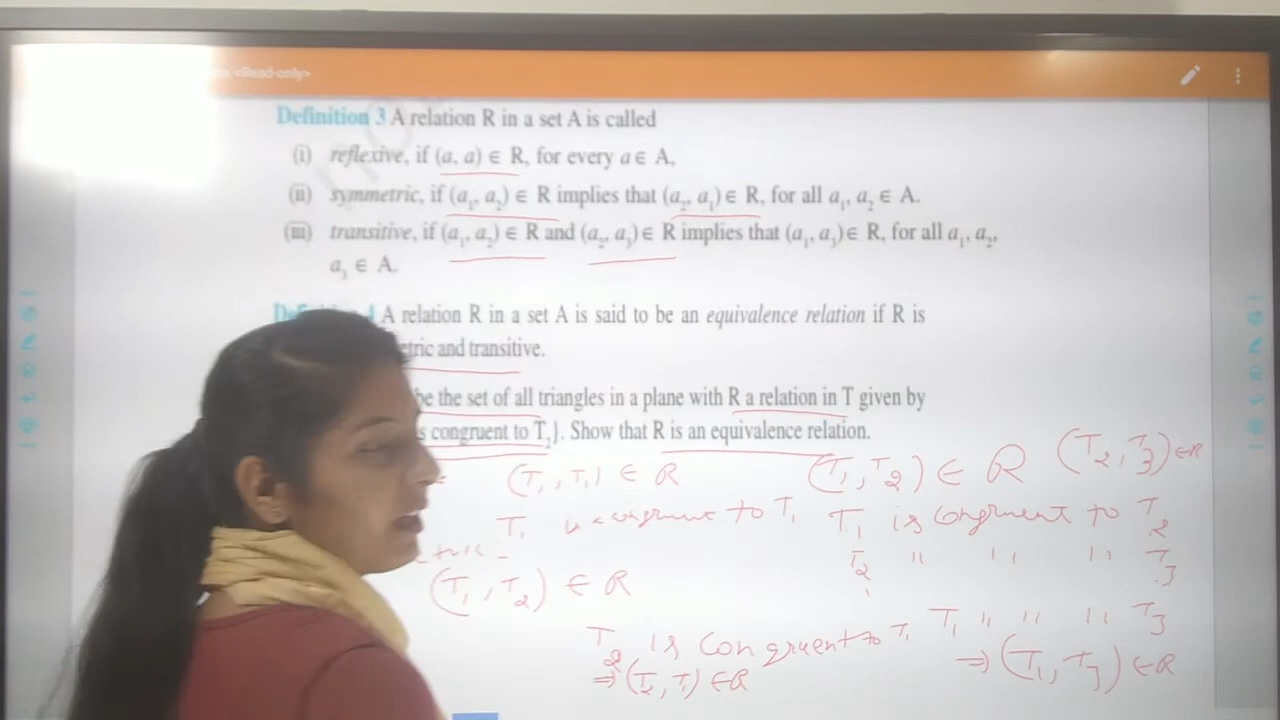 <Read-only>
Definition 3 A relation R in a set A is called
(i) reflexive, if (a, a) ∈ R, for every a ∈ A,
(ii) symmetric, if (a₁, a₂) ∈ R implies that (a₂, a₁) ∈ R, for all a₁, a₂ ∈ A.
(iii) transitive, if (a₁, a₂) ∈ R and (a₂, a₃) ∈ R implies that (a₁, a₃) ∈ R, for all a₁, a₂,
a₃ ∈ A.
A relation R in a set A is said to be an equivalence relation if R is
and transitive.
be the set of all triangles in a plane with R a relation in T given by
congruent to T₂}. Show that R is an equivalence relation.
(T₁, T₁) ∈ R
T₁ is congruent to T₁
(T₁, T₂) ∈ R
T₂ is congruent to T₁
⇒ (T₂, T₁) ∈ R
(T₁, T₂) ∈ R (T₂, T₃) ∈ R
T₁ is congruent to T₂
T₂ " " " T₃
T₁ " " " T₃
⇒ (T₁, T₃) ∈ R